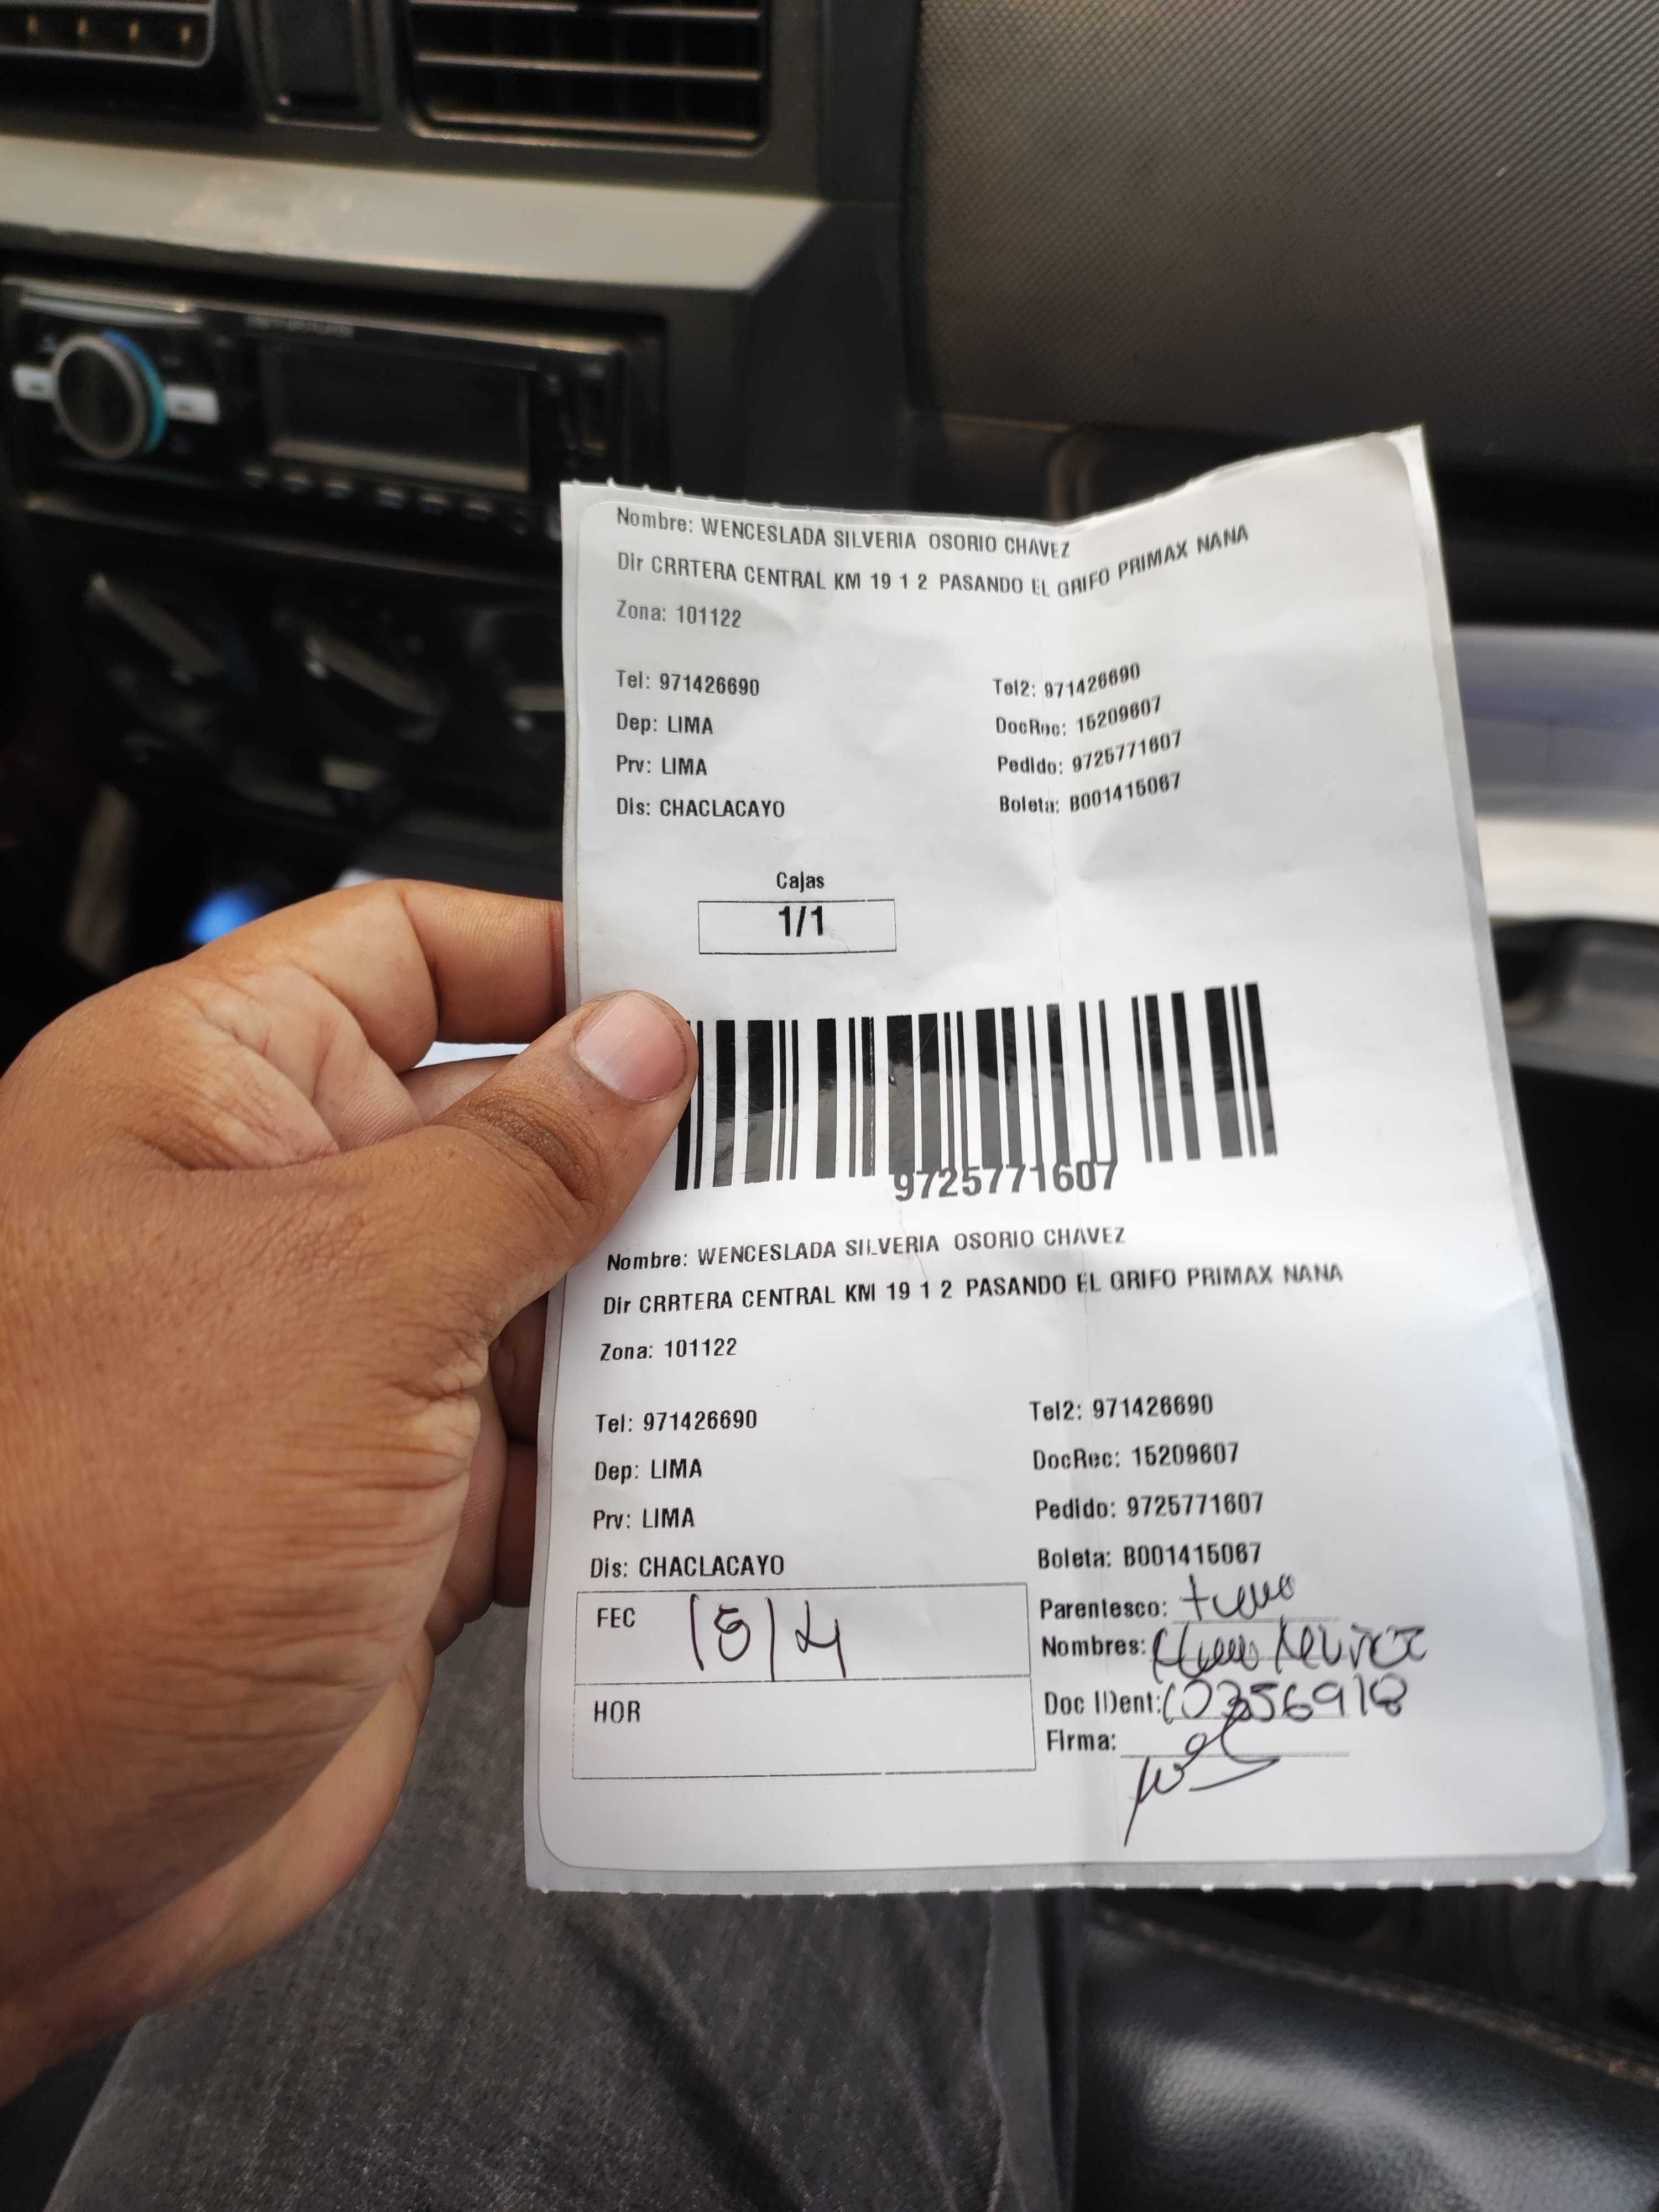 Nombre: WENCESLADA SILVERIA OSORIO CHAVEZ
Dir CRRTERA CENTRAL KM 19 1 2 PASANDO EL GRIFO PRIMAX NANA
Zona: 101122
Tel: 971426690 Tel2: 971426690
Dep: LIMA DocRec: 15209607
Prv: LIMA Pedido: 9725771607
Dis: CHACLACAYO Boleta: B001415067
Cajas
1/1
9725771607
Nombre: WENCESLADA SILVERIA OSORIO CHAVEZ
Dir CRRTERA CENTRAL KM 19 1 2 PASANDO EL GRIFO PRIMAX NANA
Zona: 101122
Tel: 971426690 Tel2: 971426690
Dep: LIMA DocRec: 15209607
Prv: LIMA Pedido: 9725771607
Dis: CHACLACAYO Boleta: B001415067
FEC Parentesco:
Nombres:
HOR Doc IDent:
Firma: